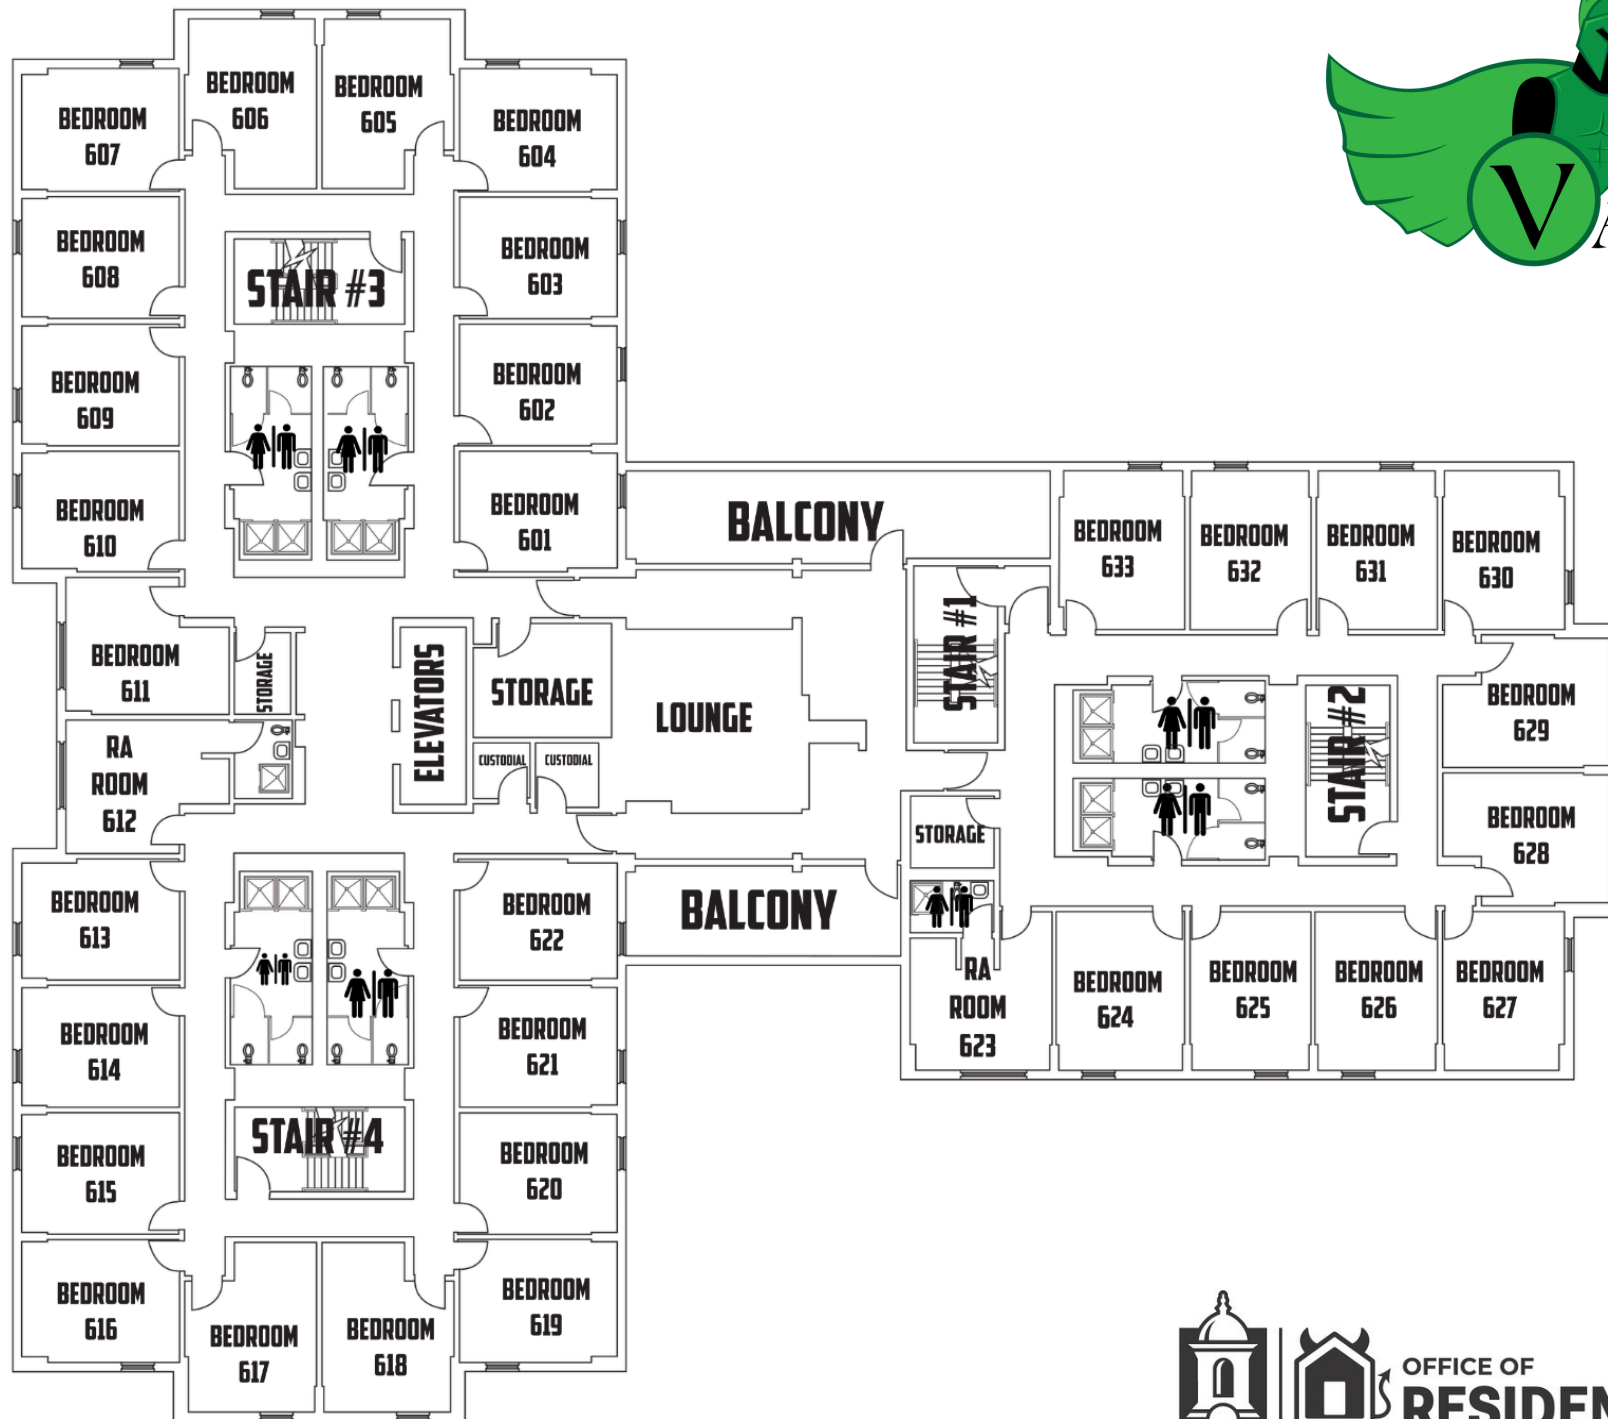 BEDROOM
606
BEDROOM
605
BEDROOM
607
BEDROOM
604
BEDROOM
608
BEDROOM
603
STAIR #3
BEDROOM
609
BEDROOM
602
BEDROOM
610
BEDROOM
601
BALCONY
BEDROOM
633
BEDROOM
632
BEDROOM
631
BEDROOM
630
BEDROOM
611
STORAGE
ELEVATORS
STORAGE
LOUNGE
STAIR #1
STAIR #2
BEDROOM
629
RA
ROOM
612
CUSTODIAL
CUSTODIAL
STORAGE
BEDROOM
628
BEDROOM
613
BEDROOM
622
BALCONY
RA
ROOM
623
BEDROOM
624
BEDROOM
625
BEDROOM
626
BEDROOM
627
BEDROOM
614
BEDROOM
621
STAIR #4
BEDROOM
615
BEDROOM
620
BEDROOM
616
BEDROOM
617
BEDROOM
618
BEDROOM
619
V
OFFICE OF
RESIDEN